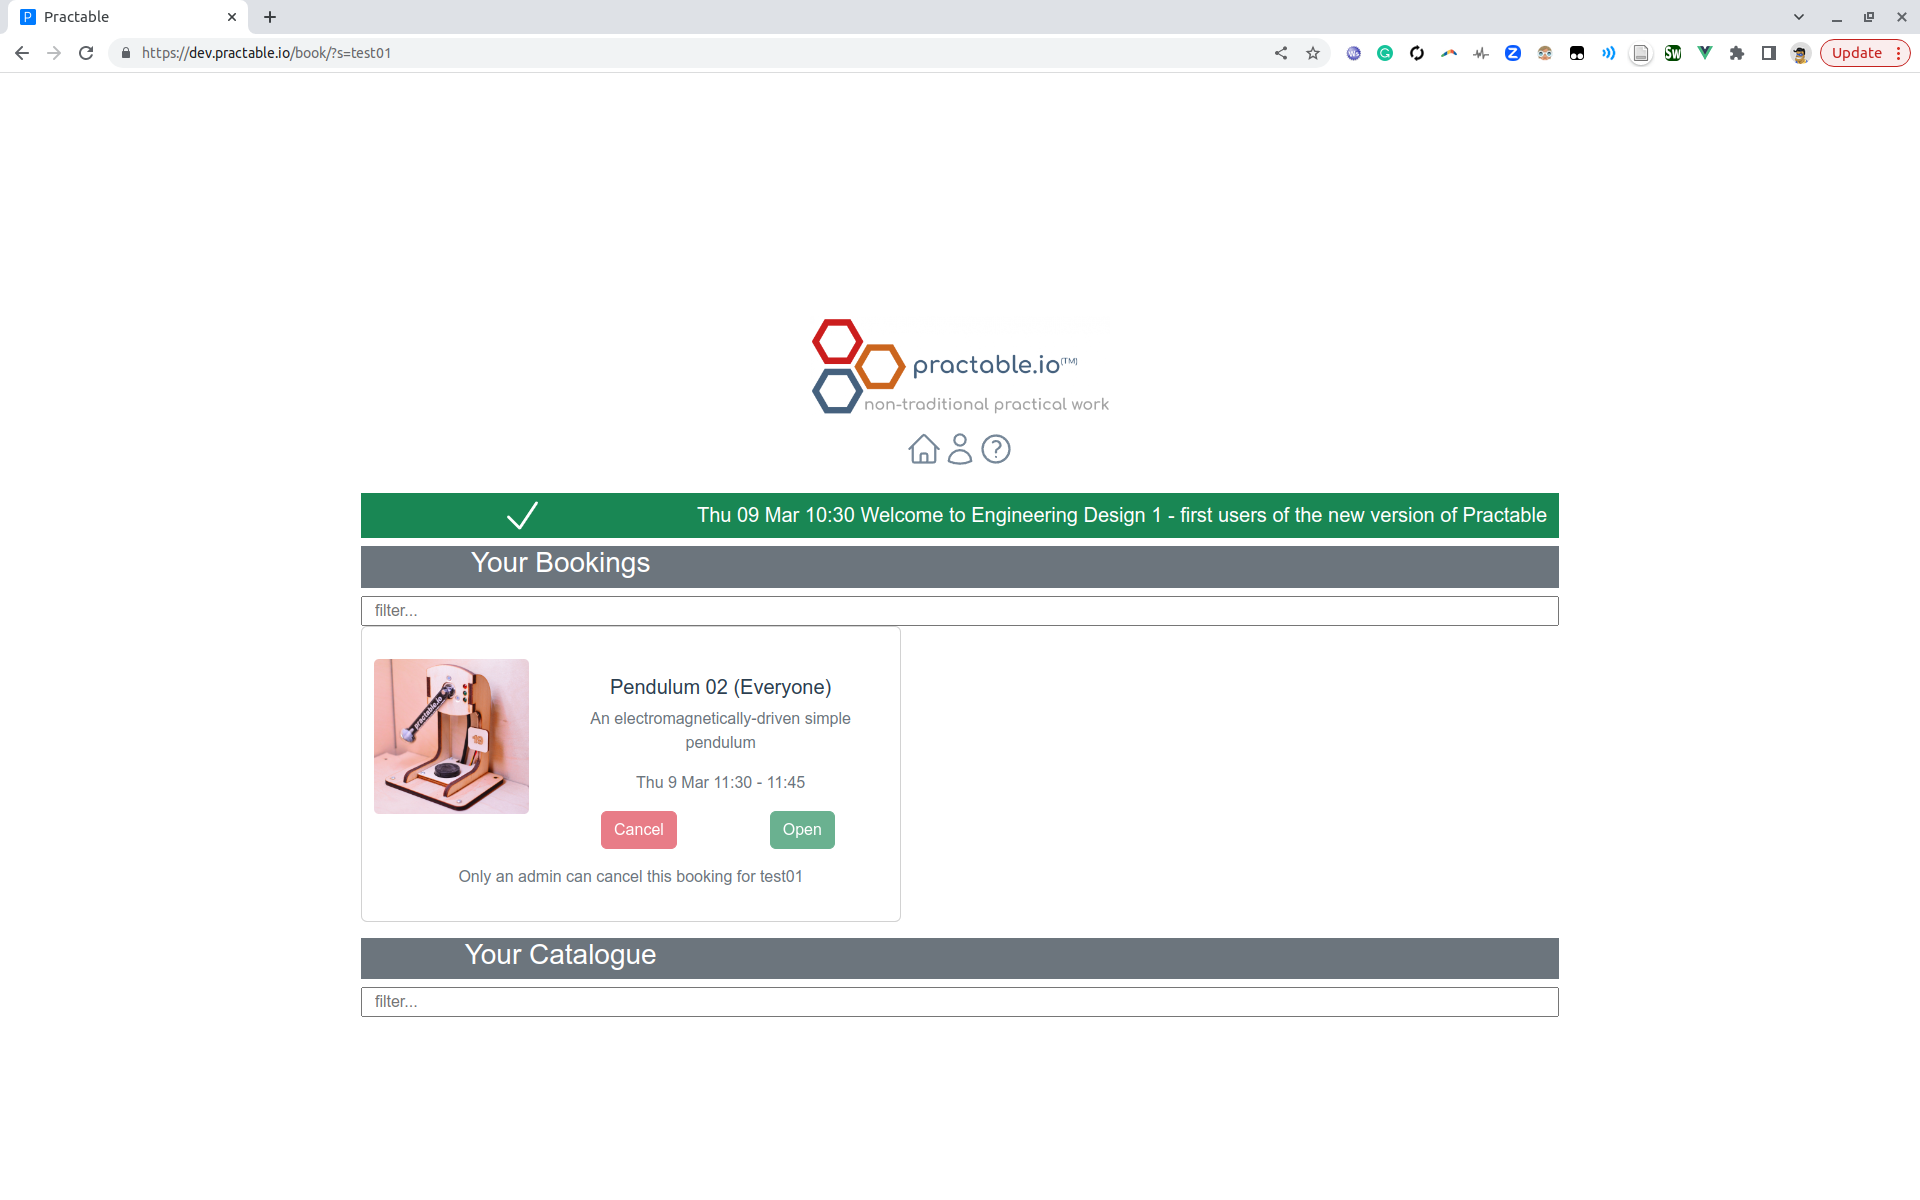 Practable
https://dev.practable.io/book/?s=test01
Update
practable.io(TM)
non-traditional practical work
Thu 09 Mar 10:30 Welcome to Engineering Design 1 - first users of the new version of Practable
Your Bookings
filter...
practable.io
Pendulum 02 (Everyone)
An electromagnetically-driven simple
pendulum
Thu 9 Mar 11:30 - 11:45
Cancel
Open
Only an admin can cancel this booking for test01
Your Catalogue
filter...